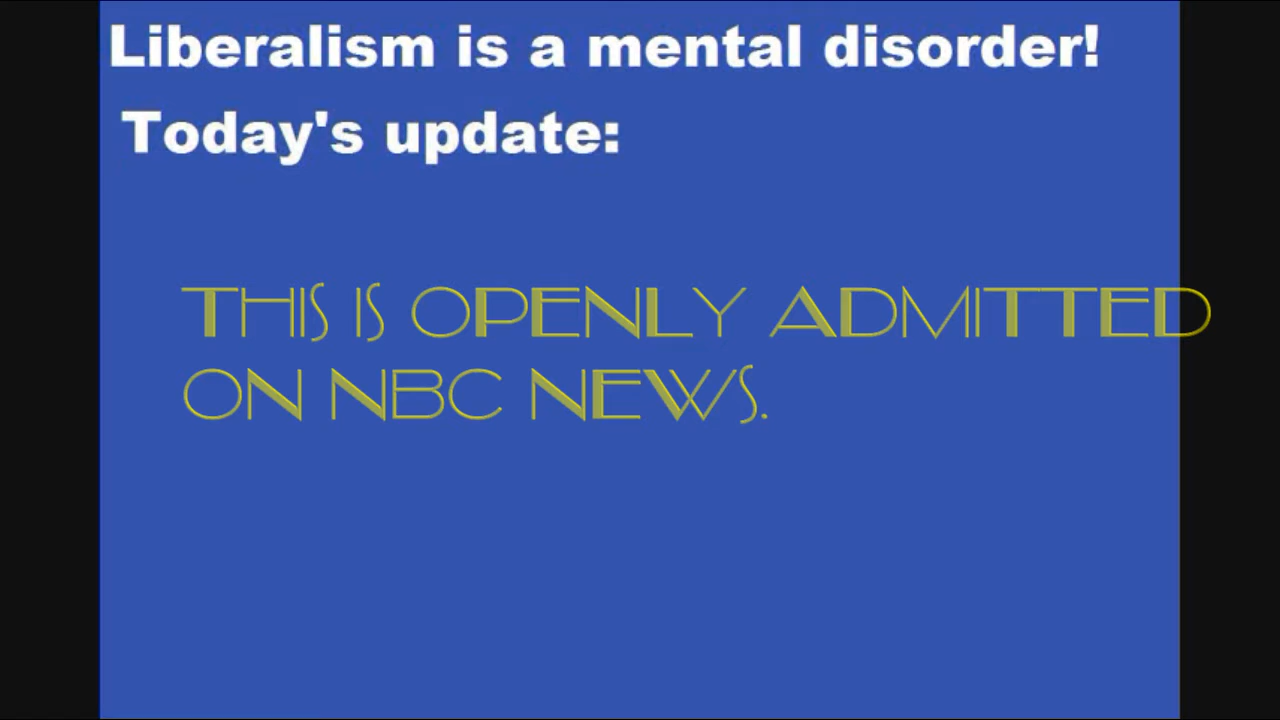 Liberalism is a mental disorder!
Today's update:
THIS IS OPENLY ADMITTED
ON NBC NEWS.